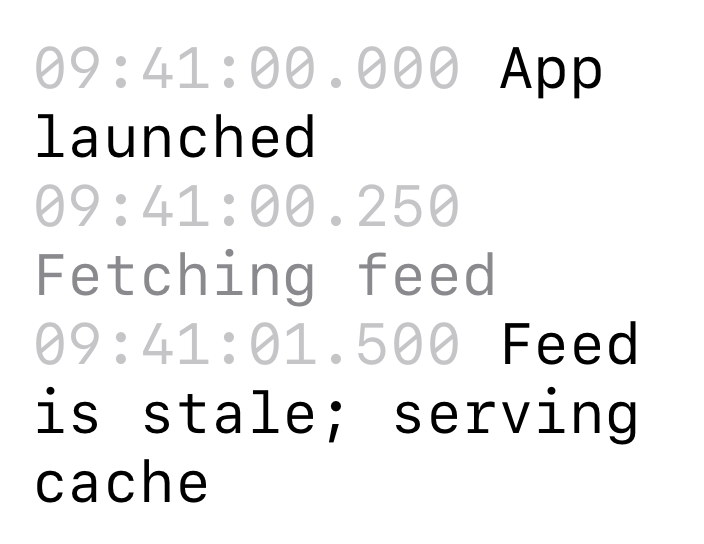 09:41:00.000 App
launched
09:41:00.250
Fetching feed
09:41:01.500 Feed
is stale; serving
cache